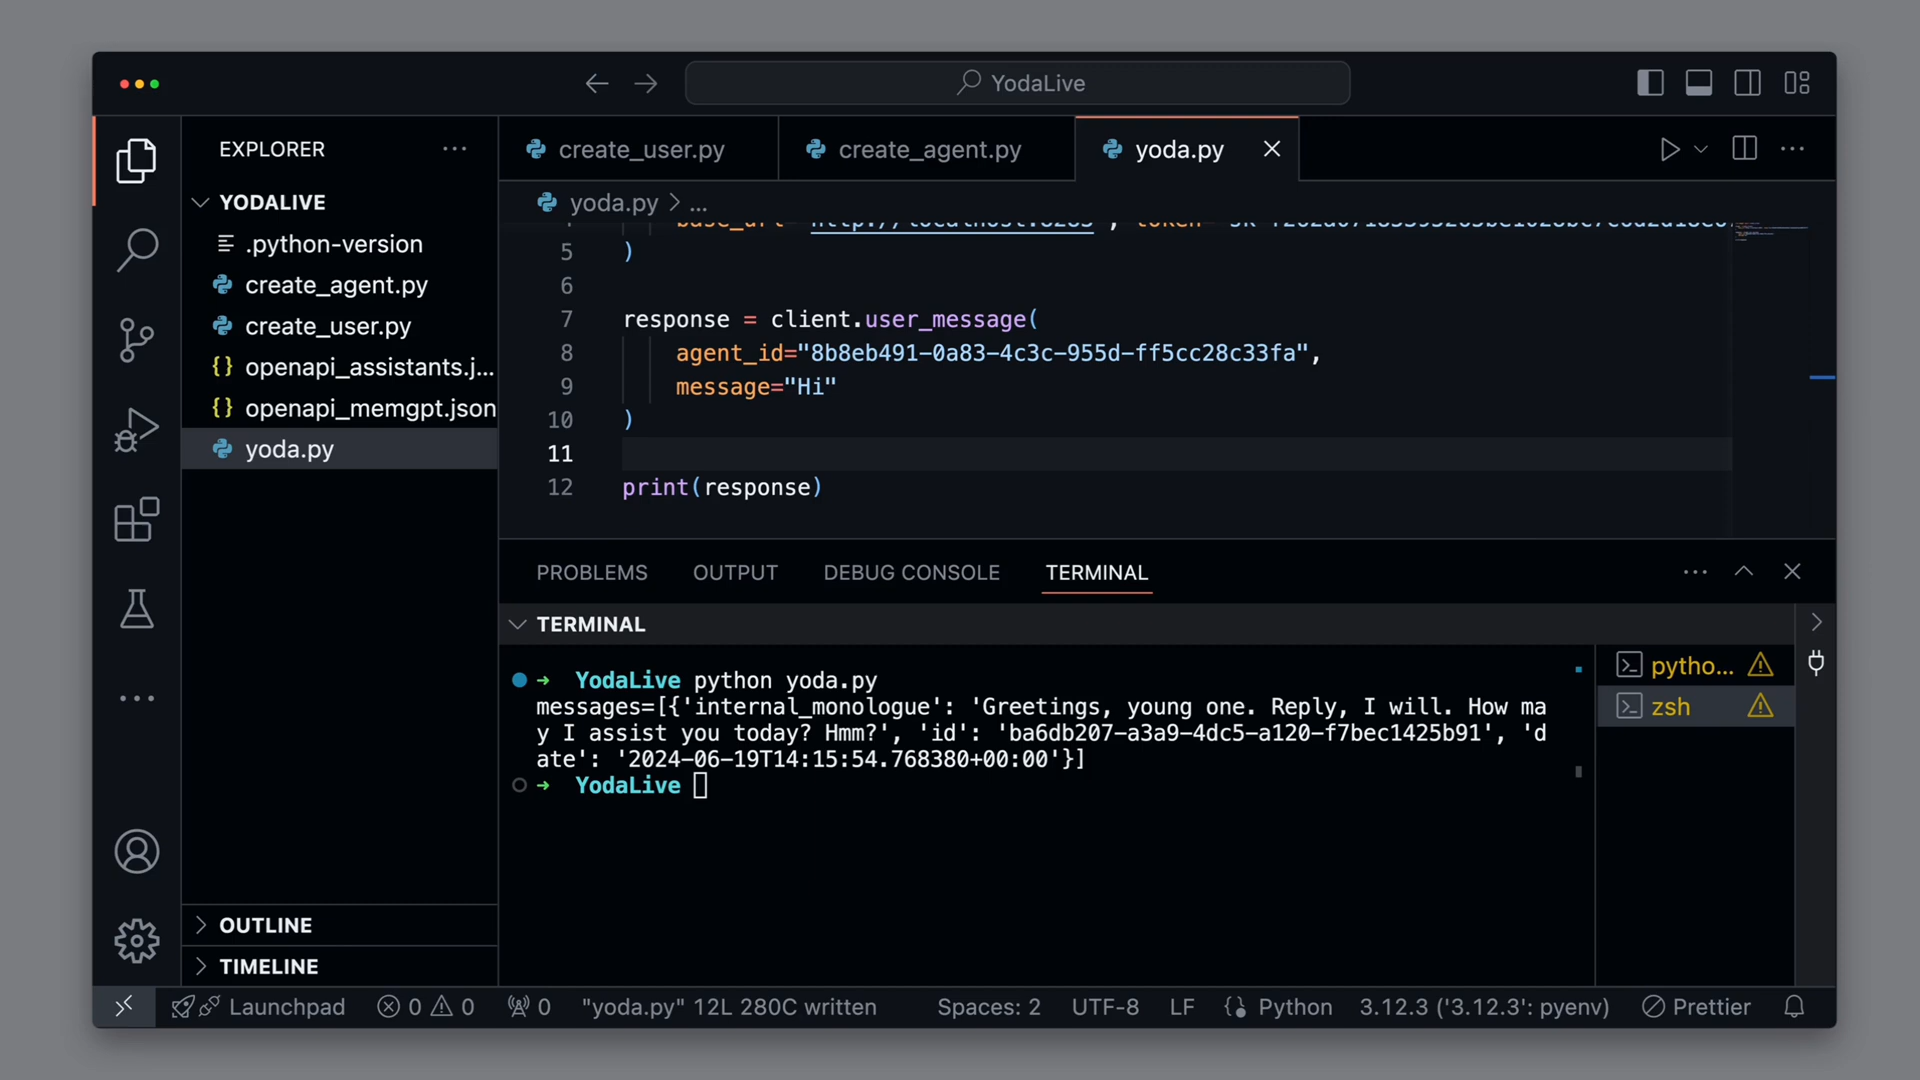 YodaLive
EXPLORER
YODALIVE
.python-version
create_agent.py
create_user.py
openapi_assistants.j...
openapi_memgpt.json
yoda.py
OUTLINE
TIMELINE
create_user.py
create_agent.py
yoda.py
yoda.py > ...
5 )
6
7 response = client.user_message(
8 agent_id="8b8eb491-0a83-4c3c-955d-ff5cc28c33fa",
9 message="Hi"
10 )
11
12 print(response)
PROBLEMS OUTPUT DEBUG CONSOLE TERMINAL
TERMINAL
➜ YodaLive python yoda.py
messages=[{'internal_monologue': 'Greetings, young one. Reply, I will. How ma
y I assist you today? Hmm?', 'id': 'ba6db207-a3a9-4dc5-a120-f7bec1425b91', 'd
ate': '2024-06-19T14:15:54.768380+00:00'}]
➜ YodaLive
pytho...
zsh
Launchpad 0 0 0 "yoda.py" 12L 280C written Spaces: 2 UTF-8 LF Python 3.12.3 ('3.12.3': pyenv) Prettier